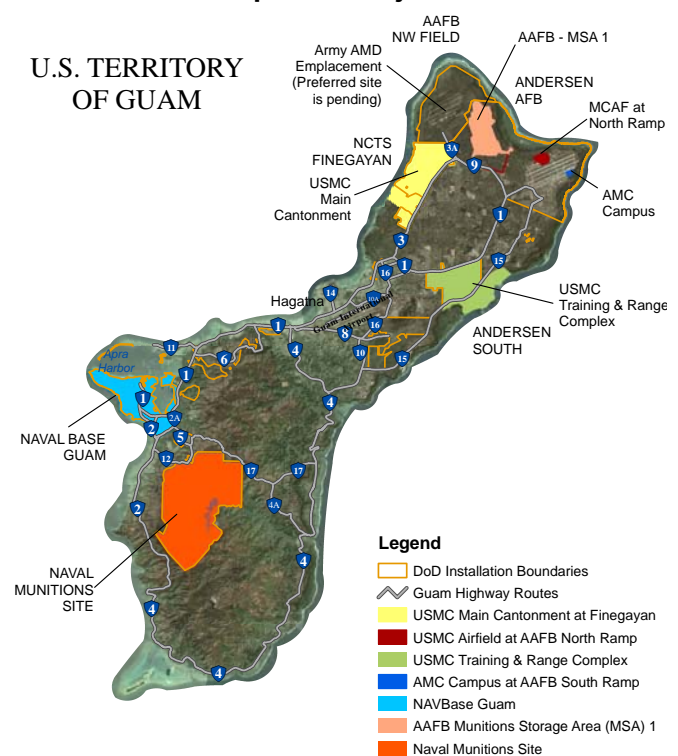 U.S. TERRITORY
OF GUAM
AAFB
NW FIELD
Army AMD
Emplacement
(Preferred site
is pending)
AAFB - MSA 1
ANDERSEN
AFB
MCAF at
North Ramp
NCTS
FINEGAYAN
USMC
Main
Cantonment
AMC
Campus
3A
9
1
3
15
16
1
14
10A
Hagatna
Guam International
Airport
USMC
Training & Range
Complex
ANDERSEN
SOUTH
1
8
16
4
10
15
11
6
Apra
Harbor
1
1
2A
2
5
4
NAVAL BASE
GUAM
12
17
17
4A
2
NAVAL
MUNITIONS
SITE
4
4
4
Legend
DoD Installation Boundaries
Guam Highway Routes
USMC Main Cantonment at Finegayan
USMC Airfield at AAFB North Ramp
USMC Training & Range Complex
AMC Campus at AAFB South Ramp
NAVBase Guam
AAFB Munitions Storage Area (MSA) 1
Naval Munitions Site